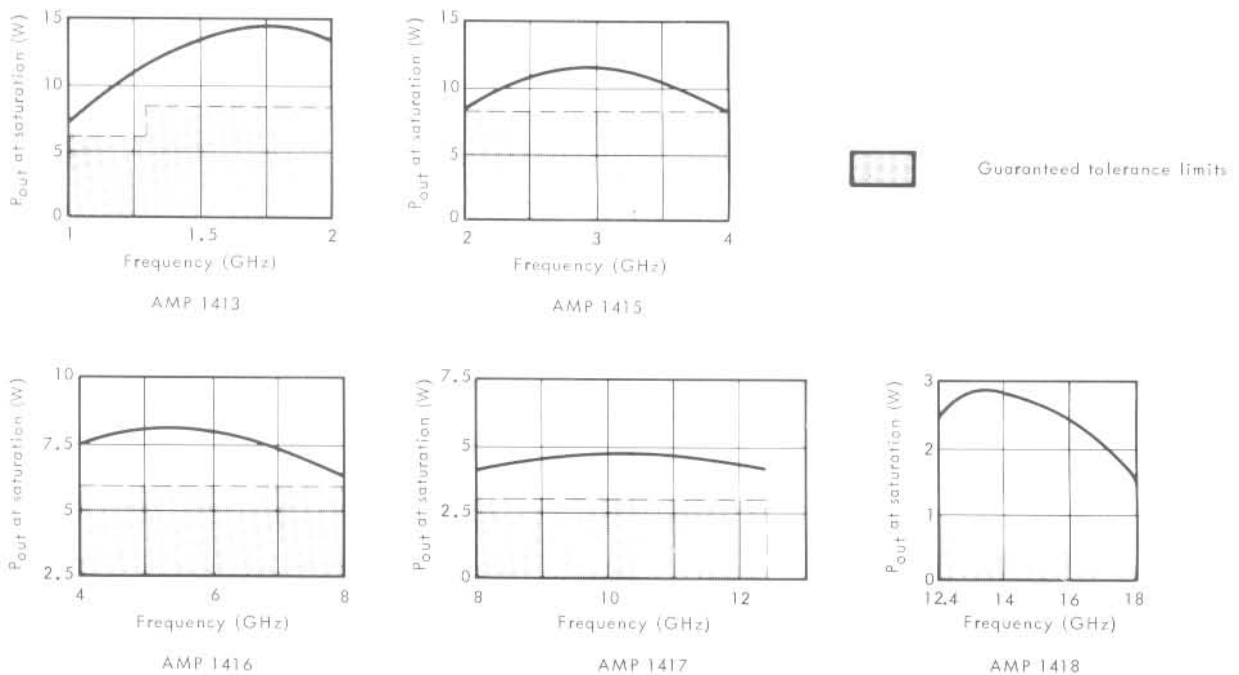 P_out at saturation (W)
15
10
5
0
1
1.5
2
Frequency (GHz)
AMP 1413
P_out at saturation (W)
15
10
5
0
2
3
4
Frequency (GHz)
AMP 1415
Guaranteed tolerance limits
P_out at saturation (W)
10
7.5
5
2.5
4
6
8
Frequency (GHz)
AMP 1416
P_out at saturation (W)
7.5
5
2.5
0
8
10
12
Frequency (GHz)
AMP 1417
P_out at saturation (W)
3
2
1
0
12.4
14
16
18
Frequency (GHz)
AMP 1418